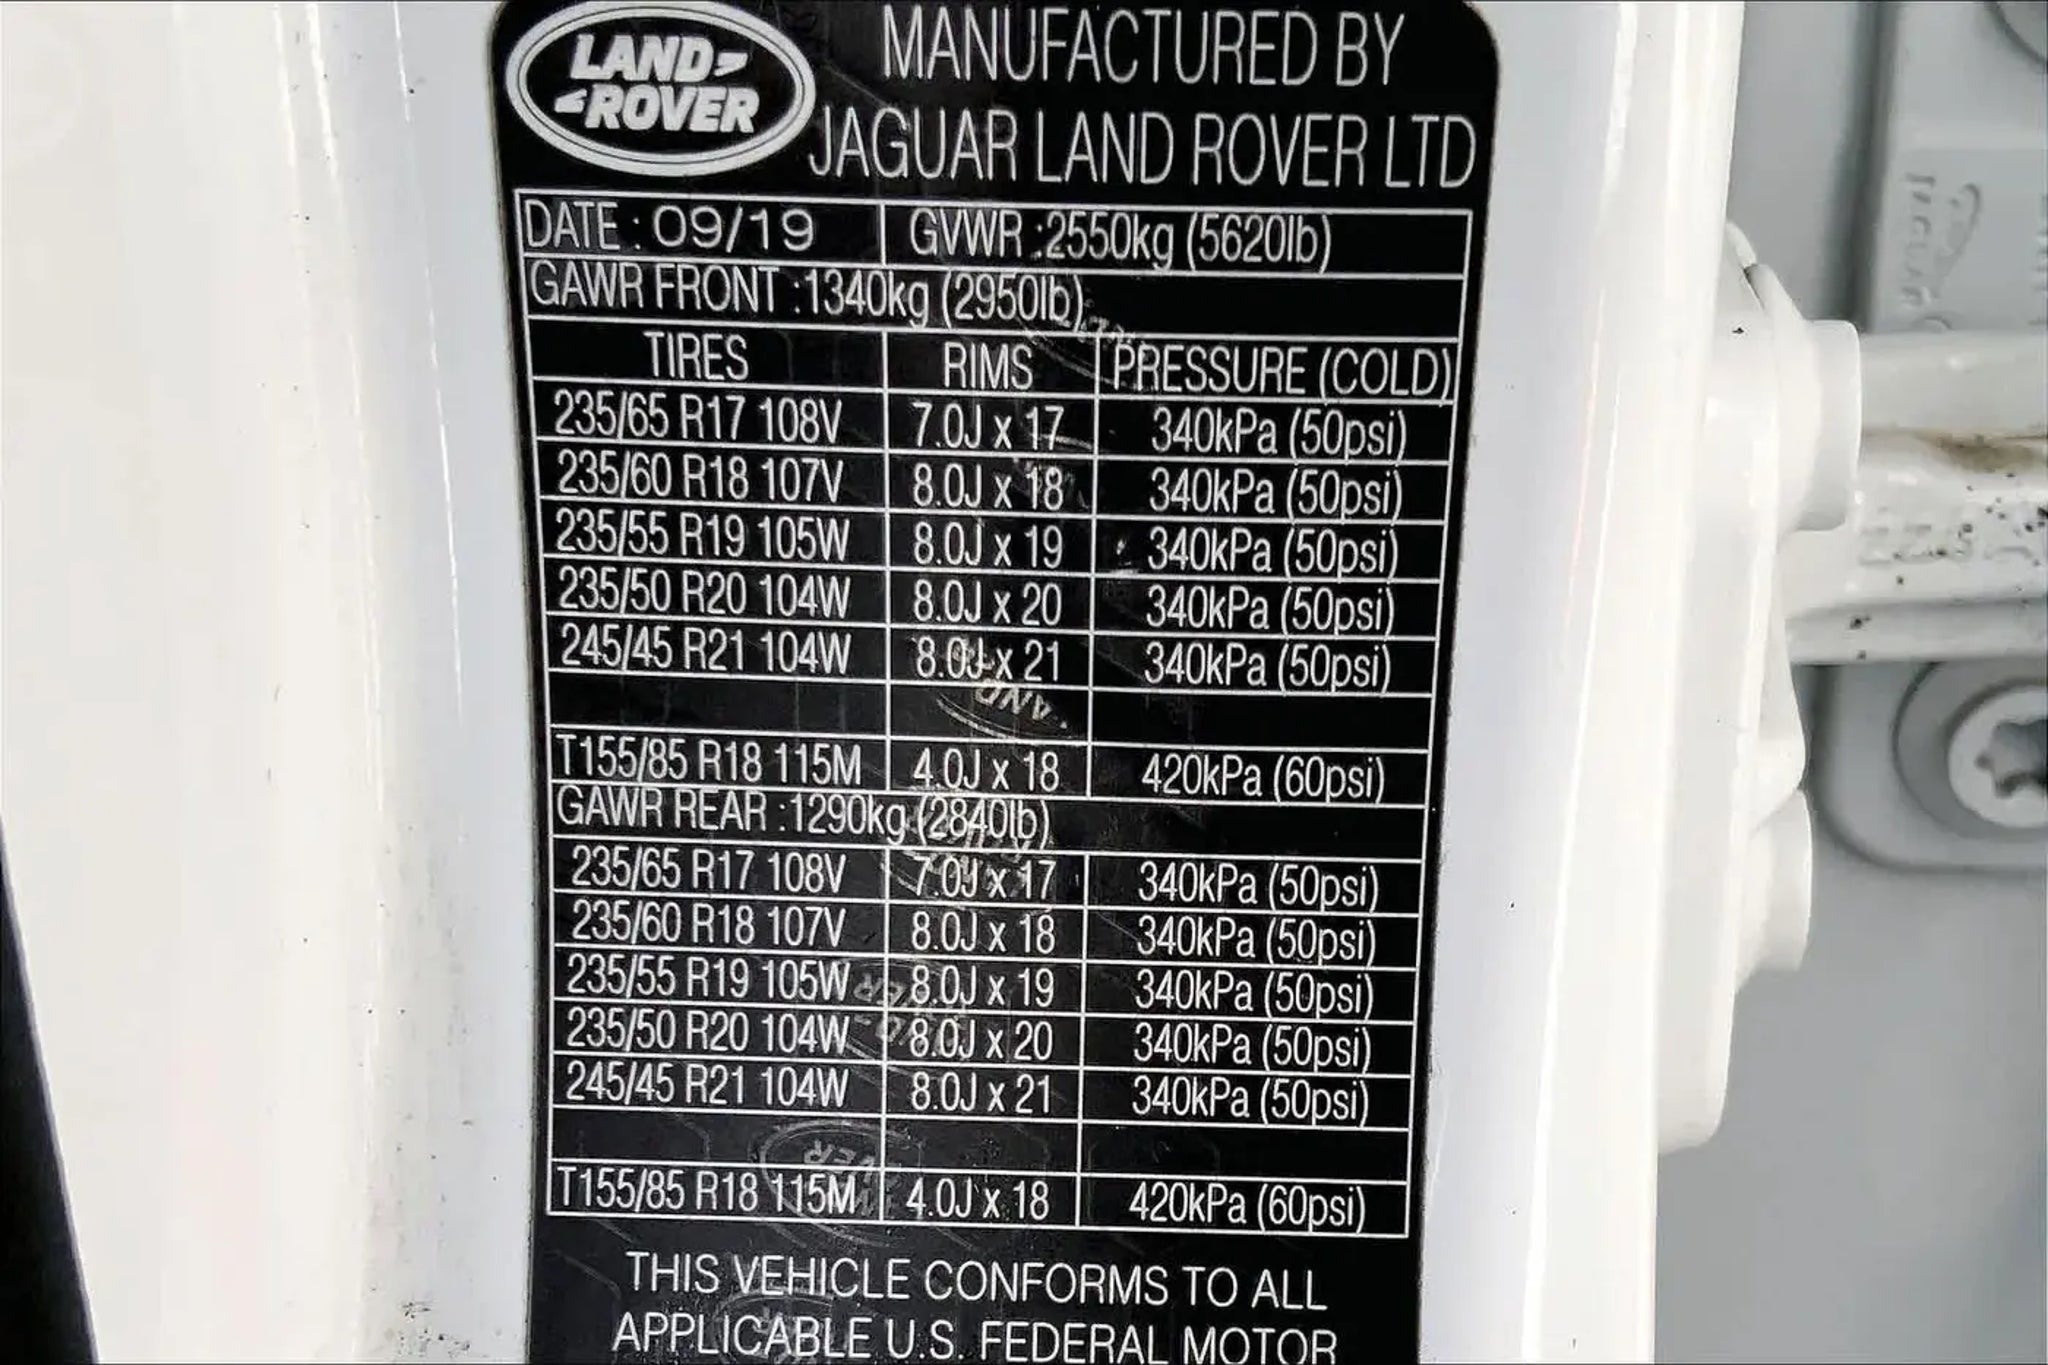 LAND ROVER
MANUFACTURED BY
JAGUAR LAND ROVER LTD
DATE : 09/19 GVWR :2550kg (5620lb)
GAWR FRONT :1340kg (2950lb)
TIRES RIMS PRESSURE (COLD)
235/65 R17 108V 7.0J x 17 340kPa (50psi)
235/60 R18 107V 8.0J x 18 340kPa (50psi)
235/55 R19 105W 8.0J x 19 340kPa (50psi)
235/50 R20 104W 8.0J x 20 340kPa (50psi)
245/45 R21 104W 8.0J x 21 340kPa (50psi)
T155/85 R18 115M 4.0J x 18 420kPa (60psi)
GAWR REAR :1290kg (2840lb)
235/65 R17 108V 7.0J x 17 340kPa (50psi)
235/60 R18 107V 8.0J x 18 340kPa (50psi)
235/55 R19 105W 8.0J x 19 340kPa (50psi)
235/50 R20 104W 8.0J x 20 340kPa (50psi)
245/45 R21 104W 8.0J x 21 340kPa (50psi)
T155/85 R18 115M 4.0J x 18 420kPa (60psi)
THIS VEHICLE CONFORMS TO ALL
APPLICABLE U.S. FEDERAL MOTOR